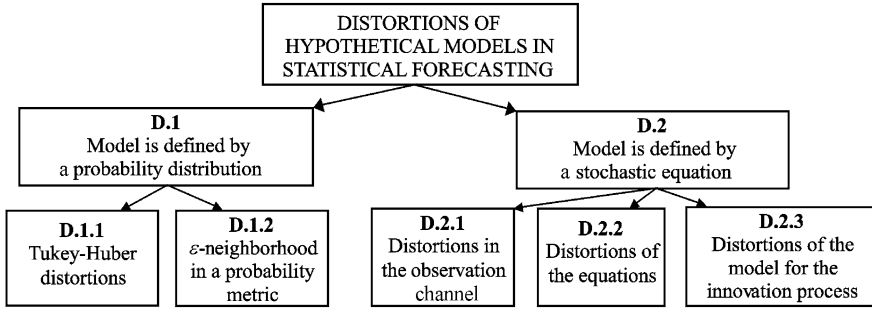 DISTORTIONS OF
HYPOTHETICAL MODELS IN
STATISTICAL FORECASTING
D.1
Model is defined by
a probability distribution
D.2
Model is defined by
a stochastic equation
D.1.1
Tukey-Huber
distortions
D.1.2
ε-neighborhood
in a probability
metric
D.2.1
Distortions in
the observation
channel
D.2.2
Distortions of
the equations
D.2.3
Distortions of the
model for the
innovation process